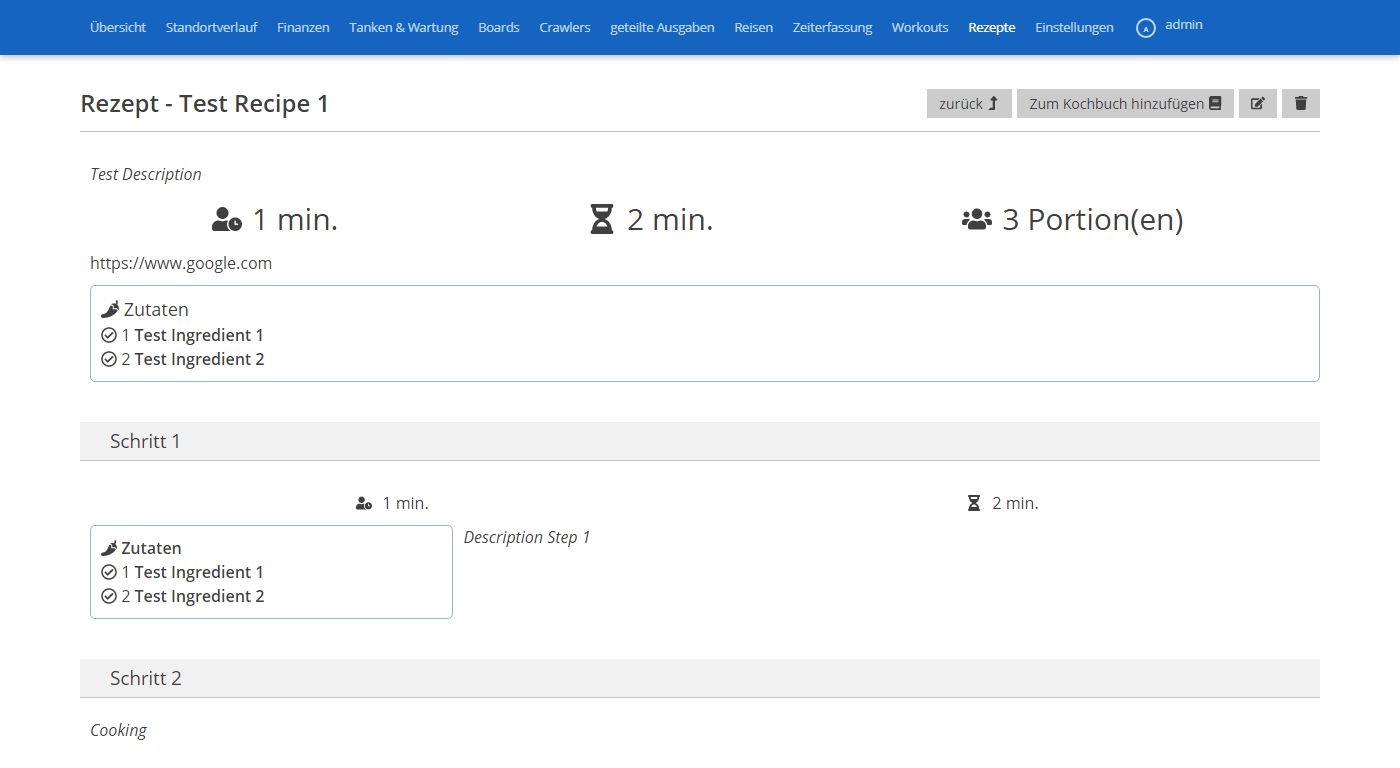 Übersicht Standortverlauf Finanzen Tanken & Wartung Boards Crawlers geteilte Ausgaben Reisen Zeiterfassung Workouts Rezepte Einstellungen A admin
Rezept - Test Recipe 1 zurück Zum Kochbuch hinzufügen
Test Description
1 min. 2 min. 3 Portion(en)
https://www.google.com
Zutaten
1 Test Ingredient 1
2 Test Ingredient 2
Schritt 1
1 min. 2 min.
Zutaten Description Step 1
1 Test Ingredient 1
2 Test Ingredient 2
Schritt 2
Cooking